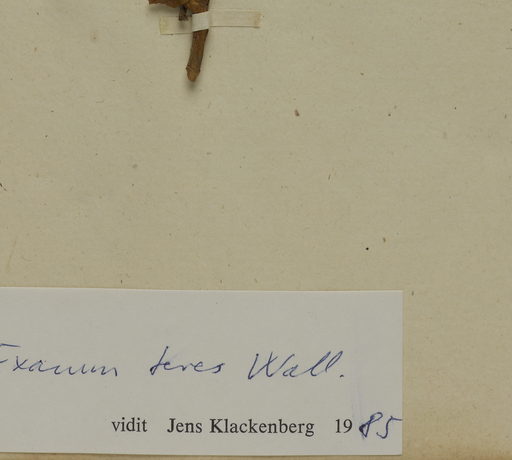 Exacum teres Wall.
vidit Jens Klackenberg 1985